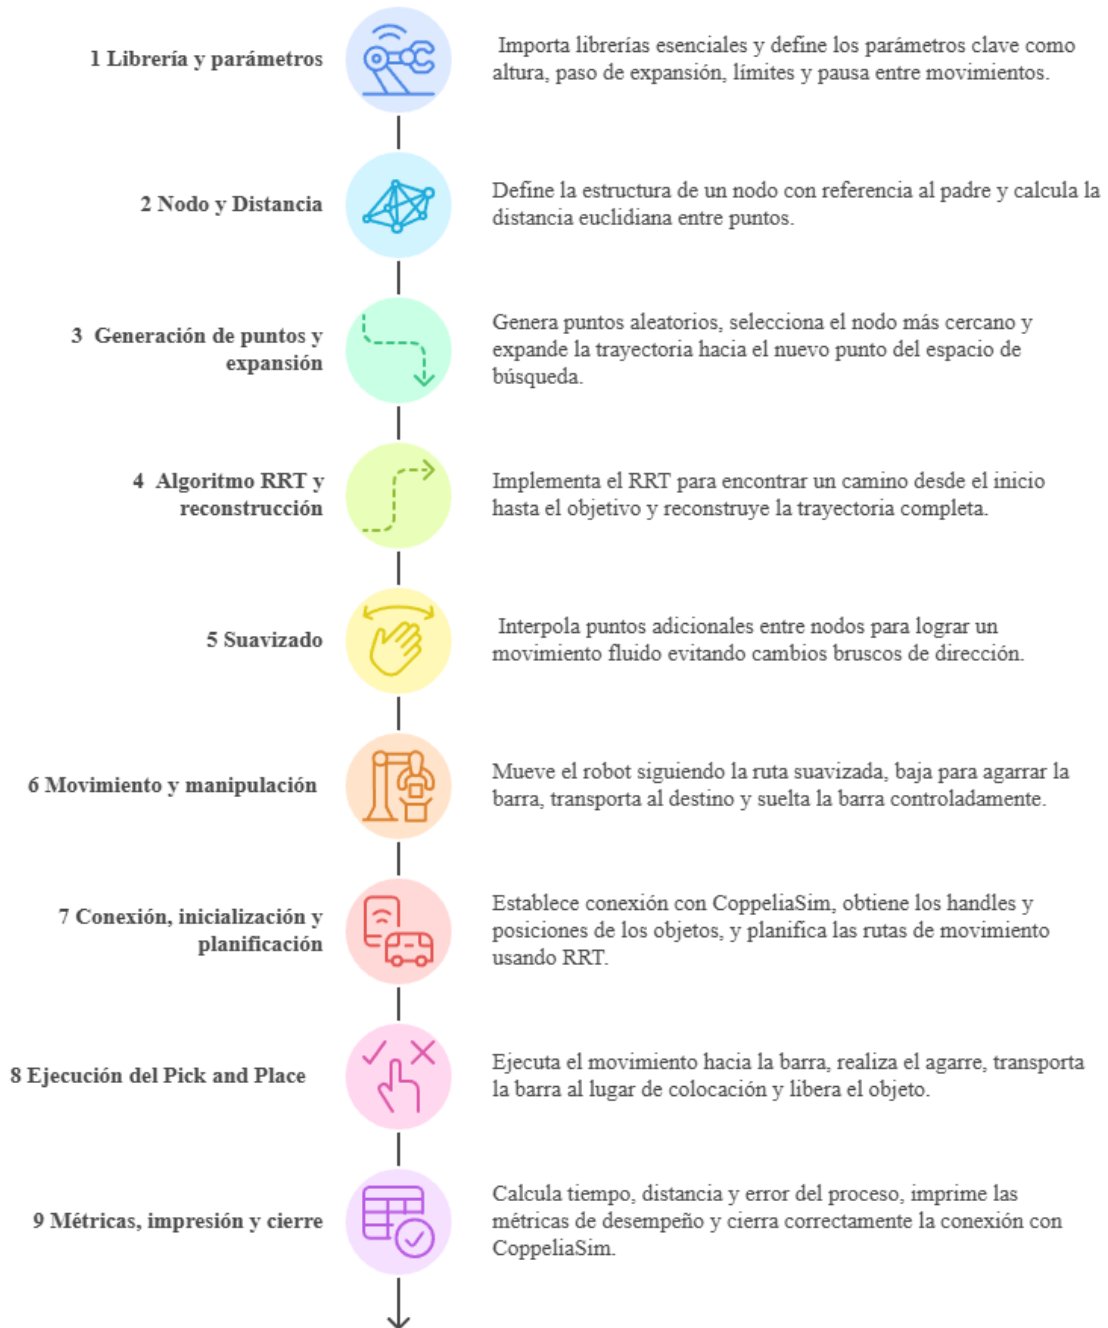 1 Librería y parámetros
Importa librerías esenciales y define los parámetros clave como
altura, paso de expansión, límites y pausa entre movimientos.
2 Nodo y Distancia
Define la estructura de un nodo con referencia al padre y calcula la
distancia euclidiana entre puntos.
3 Generación de puntos y
expansión
Genera puntos aleatorios, selecciona el nodo más cercano y
expande la trayectoria hacia el nuevo punto del espacio de
búsqueda.
4 Algoritmo RRT y
reconstrucción
Implementa el RRT para encontrar un camino desde el inicio
hasta el objetivo y reconstruye la trayectoria completa.
5 Suavizado
Interpola puntos adicionales entre nodos para lograr un
movimiento fluido evitando cambios bruscos de dirección.
6 Movimiento y manipulación
Mueve el robot siguiendo la ruta suavizada, baja para agarrar la
barra, transporta al destino y suelta la barra controladamente.
7 Conexión, inicialización y
planificación
Establece conexión con CoppeliaSim, obtiene los handles y
posiciones de los objetos, y planifica las rutas de movimiento
usando RRT.
8 Ejecución del Pick and Place
Ejecuta el movimiento hacia la barra, realiza el agarre, transporta
la barra al lugar de colocación y libera el objeto.
9 Métricas, impresión y cierre
Calcula tiempo, distancia y error del proceso, imprime las
métricas de desempeño y cierra correctamente la conexión con
CoppeliaSim.